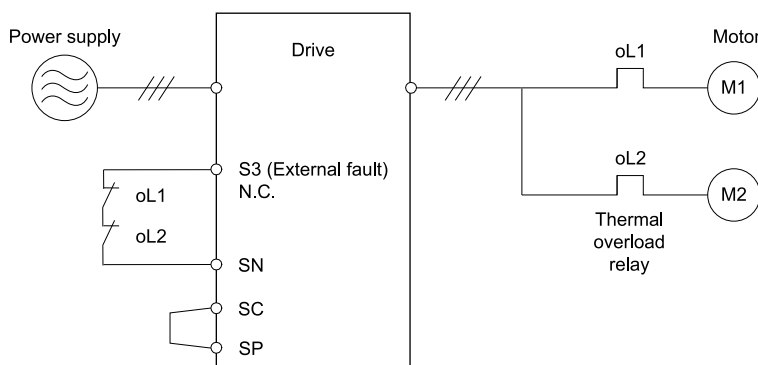 Power supply
Drive
oL1
Motor
M1
S3 (External fault)
N.C.
oL1
oL2
oL2
M2
Thermal
overload
relay
SN
SC
SP